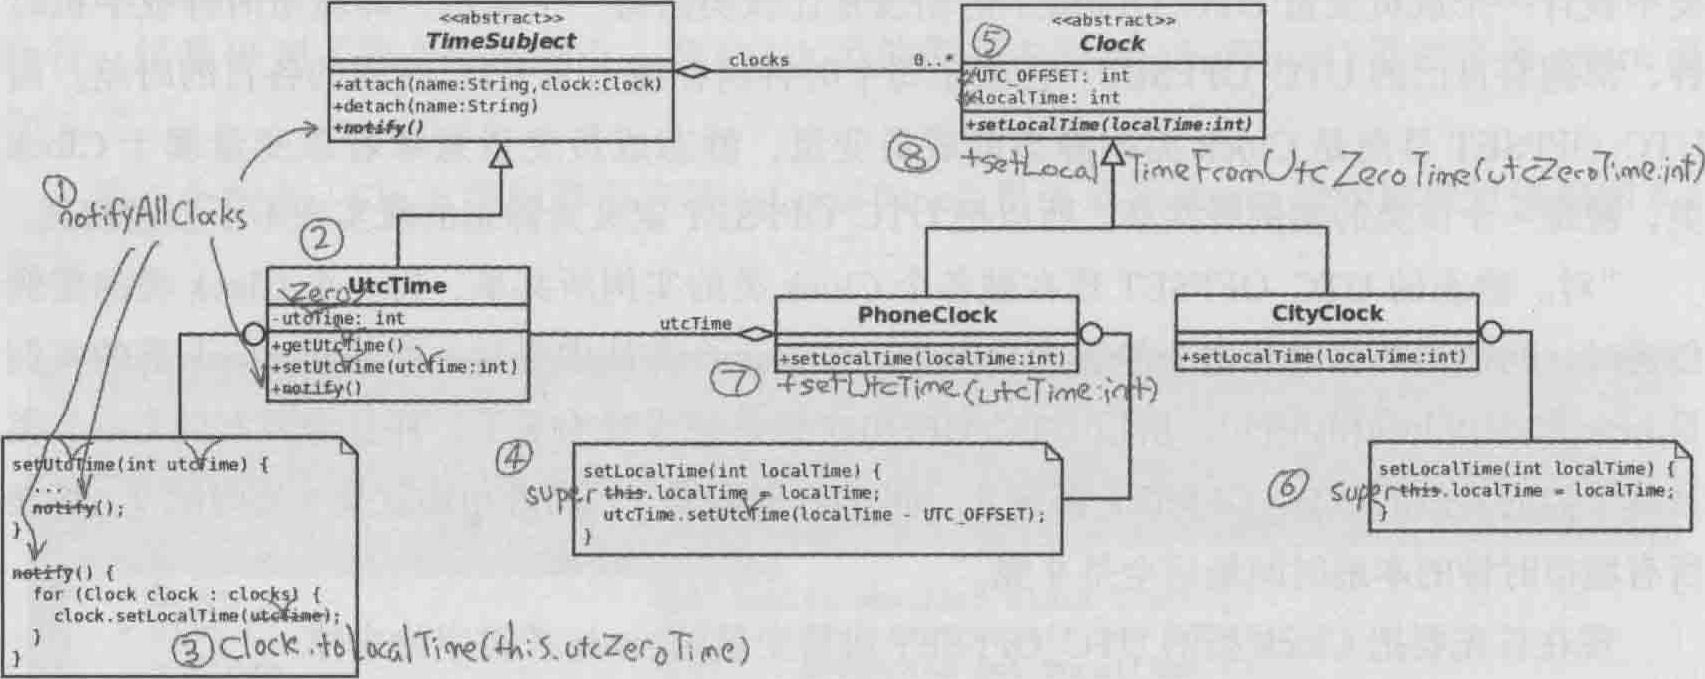 <<abstract>>
TimeSubject
+attach(name:String,clock:Clock)
+detach(name:String)
+notify()
clocks
0..*
<<abstract>>
⑤
Clock
UTC_OFFSET: int
localTime: int
+setLocalTime(localTime:int)
⑧ +setLocalTimeFromUtcZeroTime(utcZeroTime:int)
① notifyAllClocks
②
UtcTime
Zero
-utcTime: int
+getUtcTime()
+setUtcTime(utcTime:int)
+notify()
utcTime
PhoneClock
+setLocalTime(localTime:int)
⑦ +setUtcTime(utcTime:int)
CityClock
+setLocalTime(localTime:int)
setUtcTime(int utcTime) {
...
notify();
}
notify() {
for (Clock clock : clocks) {
clock.setLocalTime(utcTime);
}
}
③ Clock.toLocalTime(this.utcZeroTime)
④
setLocalTime(int localTime) {
super this.localTime = localTime;
utcTime.setUtcTime(localTime - UTC_OFFSET);
}
⑥
setLocalTime(int localTime) {
super this.localTime = localTime;
}